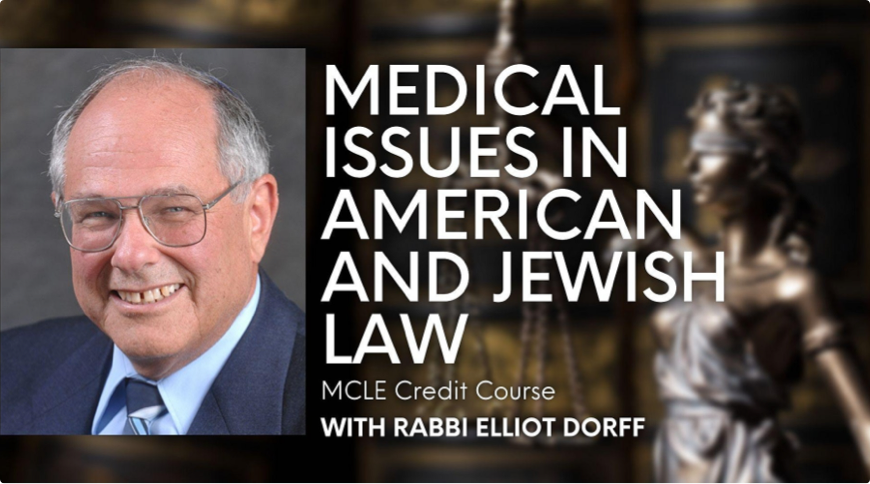 MEDICAL
ISSUES IN
AMERICAN
AND JEWISH
LAW
MCLE Credit Course
WITH RABBI ELLIOT DORFF